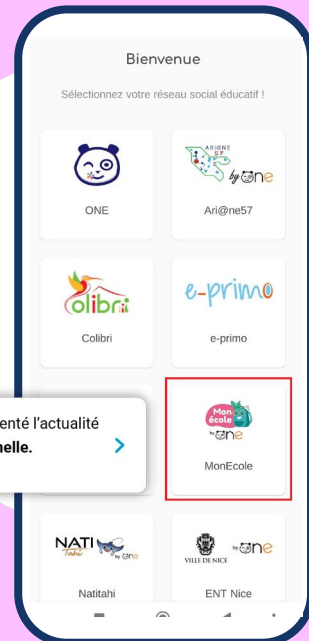 Bienvenue
Sélectionnez votre réseau social éducatif !
ARIGNE
57
by One
ONE
Ari@ne57
Colibri
e-primo
Colibri
e-primo
enté l'actualité
nelle.
Mon
école
by One
MonEcole
NATI
Tahi
by One
VILLE DE NICE
by One
Natitahi
ENT Nice